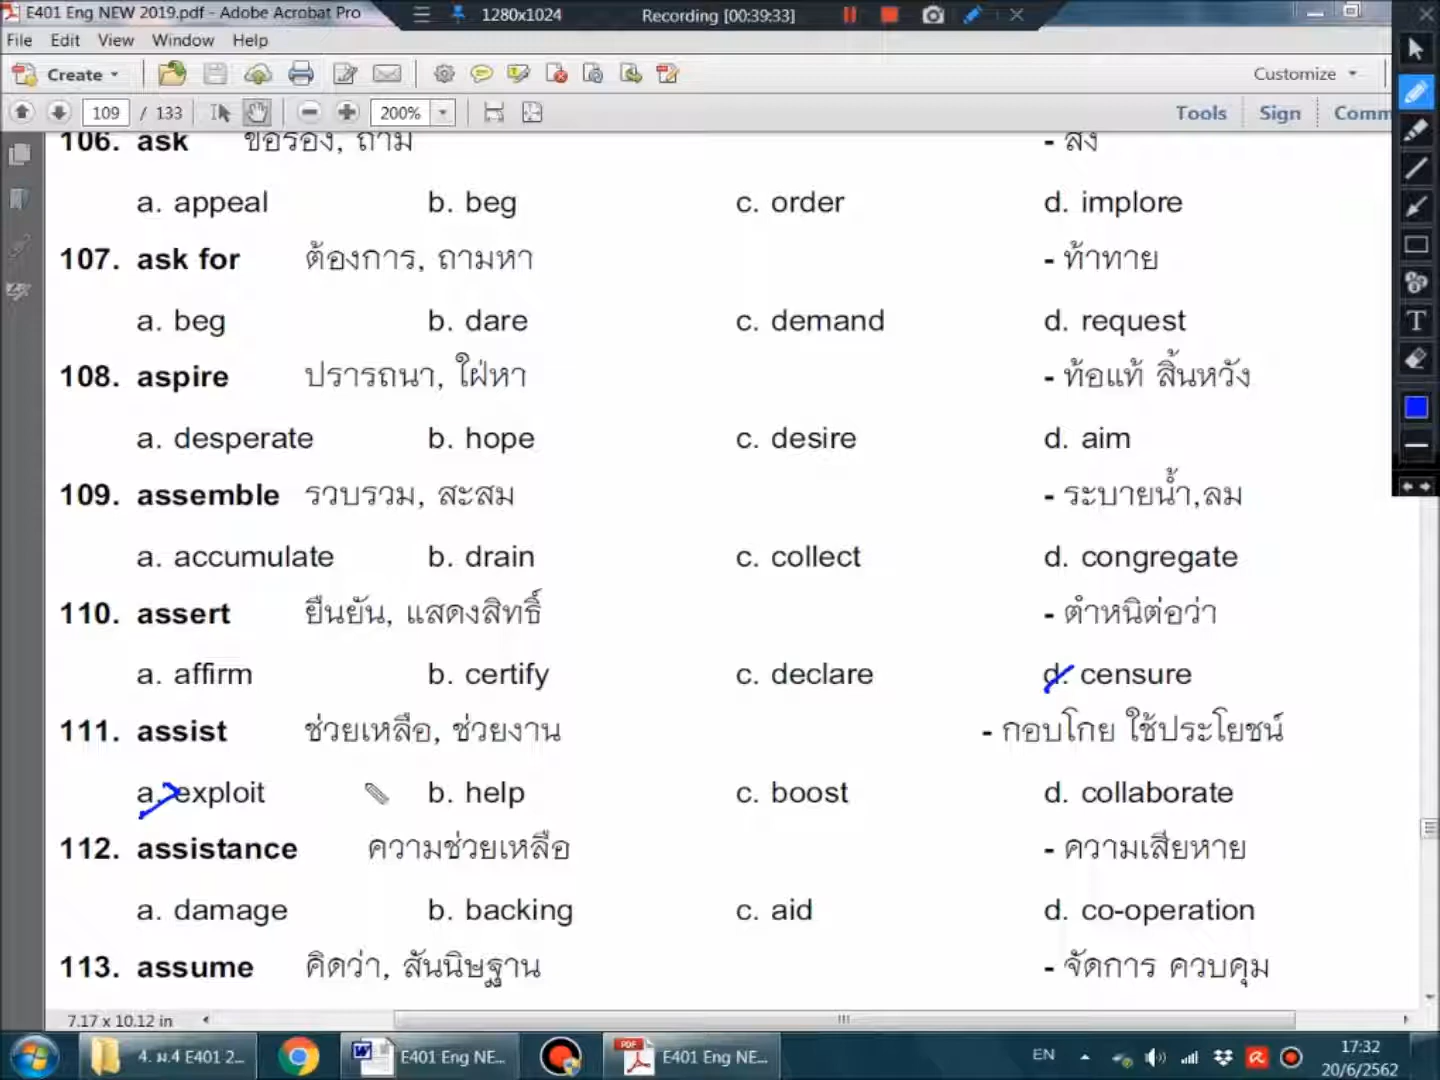 E401 Eng NEW 2019.pdf - Adobe Acrobat Pro
1280x1024
Recording [00:39:33]
File Edit View Window Help
Create
Customize
109 / 133
200%
Tools Sign Comm
106. ask ขอร้อง, ถาม - สั่ง
a. appeal b. beg c. order d. implore
107. ask for ต้องการ, ถามหา - ท้าทาย
a. beg b. dare c. demand d. request
108. aspire ปรารถนา, ใฝ่หา - ท้อแท้ สิ้นหวัง
a. desperate b. hope c. desire d. aim
109. assemble รวบรวม, สะสม - ระบายน้ำ,ลม
a. accumulate b. drain c. collect d. congregate
110. assert ยืนยัน, แสดงสิทธิ์ - ตำหนิต่อว่า
a. affirm b. certify c. declare d. censure
111. assist ช่วยเหลือ, ช่วยงาน - กอบโกย ใช้ประโยชน์
a. exploit b. help c. boost d. collaborate
112. assistance ความช่วยเหลือ - ความเสียหาย
a. damage b. backing c. aid d. co-operation
113. assume คิดว่า, สันนิษฐาน - จัดการ ควบคุม
7.17 x 10.12 in
4. ม.4 E401 2...
E401 Eng NE...
E401 Eng NE...
EN
17:32
20/6/2562